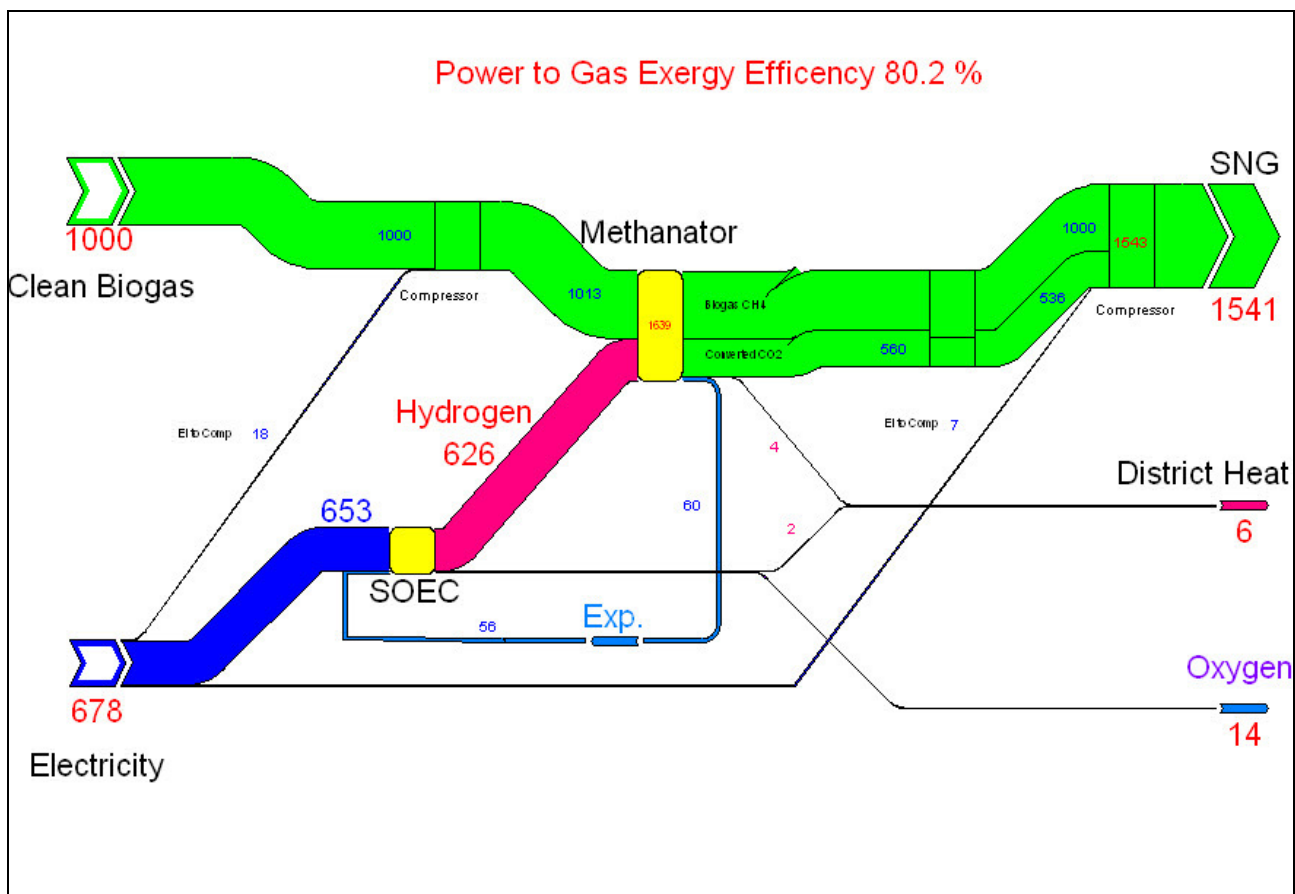 Power to Gas Exergy Efficency 80.2 %
SNG
1000
Clean Biogas
1000
Compressor
Methanator
1013
1639
Biogas CH4
Converted CO2
560
1000
536
1543
Compressor
1541
El to Comp 18
Hydrogen
626
4
El to Comp 7
District Heat
6
653
SOEC
60
2
56
Exp.
Oxygen
14
678
Electricity